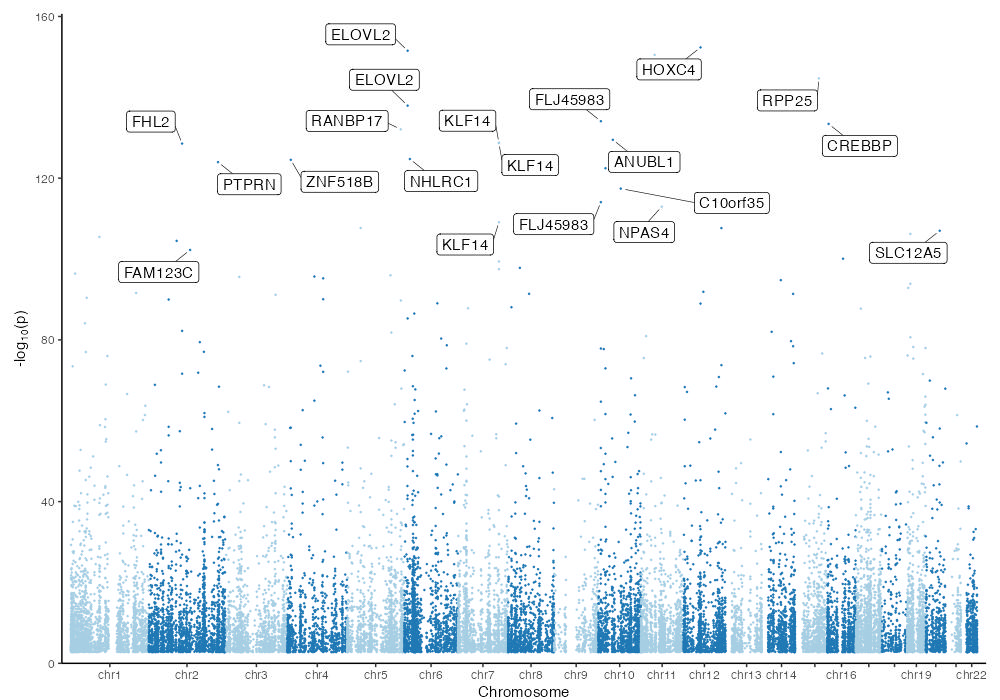 160
ELOVL2
HOXC4
ELOVL2
FLJ45983
RPP25
FHL2
RANBP17
KLF14
CREBBP
120
KLF14
ANUBL1
PTPRN
ZNF518B
NHLRC1
C10orf35
FLJ45983
NPAS4
KLF14
SLC12A5
FAM123C
80
-log10(p)
40
0
chr1 chr2 chr3 chr4 chr5 chr6 chr7 chr8 chr9 chr10 chr11 chr12 chr13 chr14 chr16 chr19 chr22
Chromosome